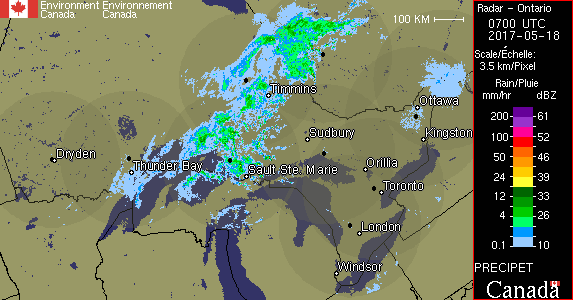 Environment Environnement
Canada Canada
100 KM
Timmins
Ottawa
Sudbury
Kingston
Dryden
Thunder Bay
Sault Ste. Marie
Orillia
Toronto
London
Windsor
Radar - Ontario
0700 UTC
2017-05-18
Scale/Échelle:
3.5 km/Pixel
Rain/Pluie
mm/hr dBZ
200 61
100 52
50 46
24 39
12 33
4 26
0.1 10
PRECIPET
Canada